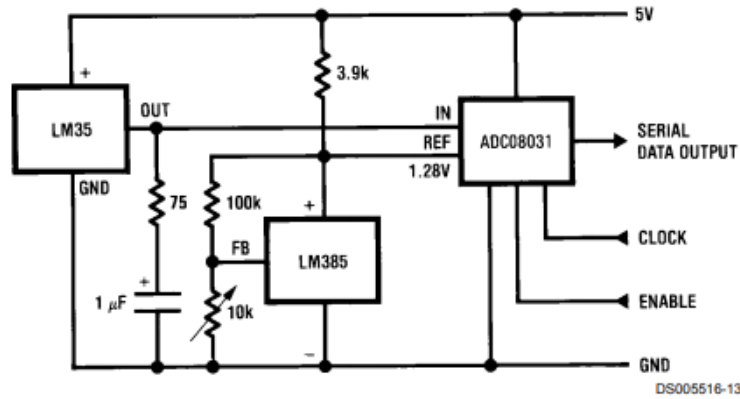 5V
+
3.9k
LM35
OUT
IN
REF
1.28V
ADC08031
SERIAL
DATA OUTPUT
GND
75
100k
+
LM385
FB
CLOCK
+
1 µF
10k
ENABLE
−
GND
DS005516-13